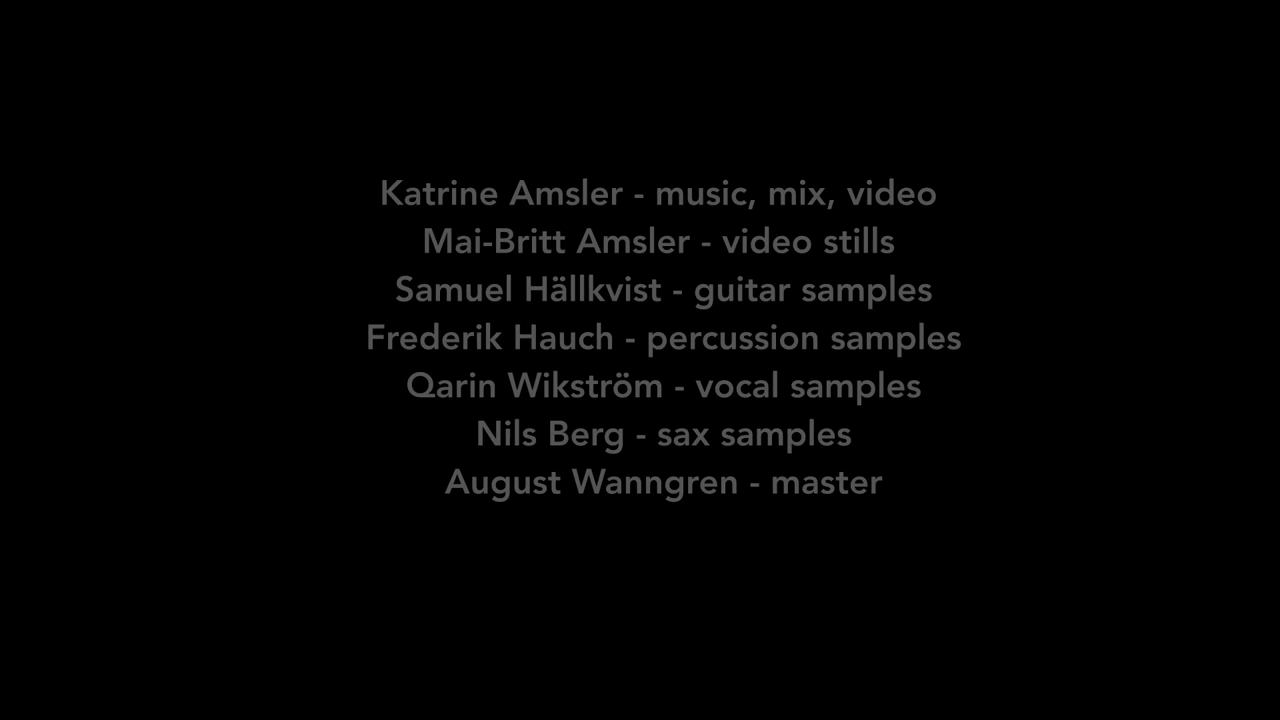 Katrine Amsler - music, mix, video
Mai-Britt Amsler - video stills
Samuel Hällkvist - guitar samples
Frederik Hauch - percussion samples
Qarin Wikström - vocal samples
Nils Berg - sax samples
August Wanngren - master